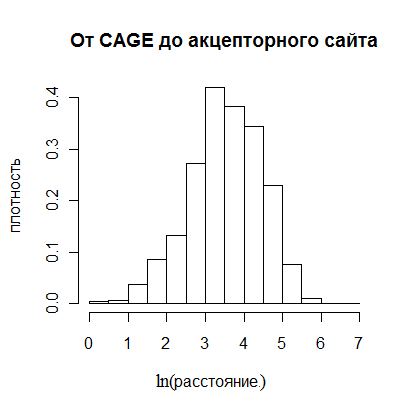 От CAGE до акцепторного сайта
плотность
0.0 0.1 0.2 0.3 0.4
0 1 2 3 4 5 6 7
ln(расстояние.)